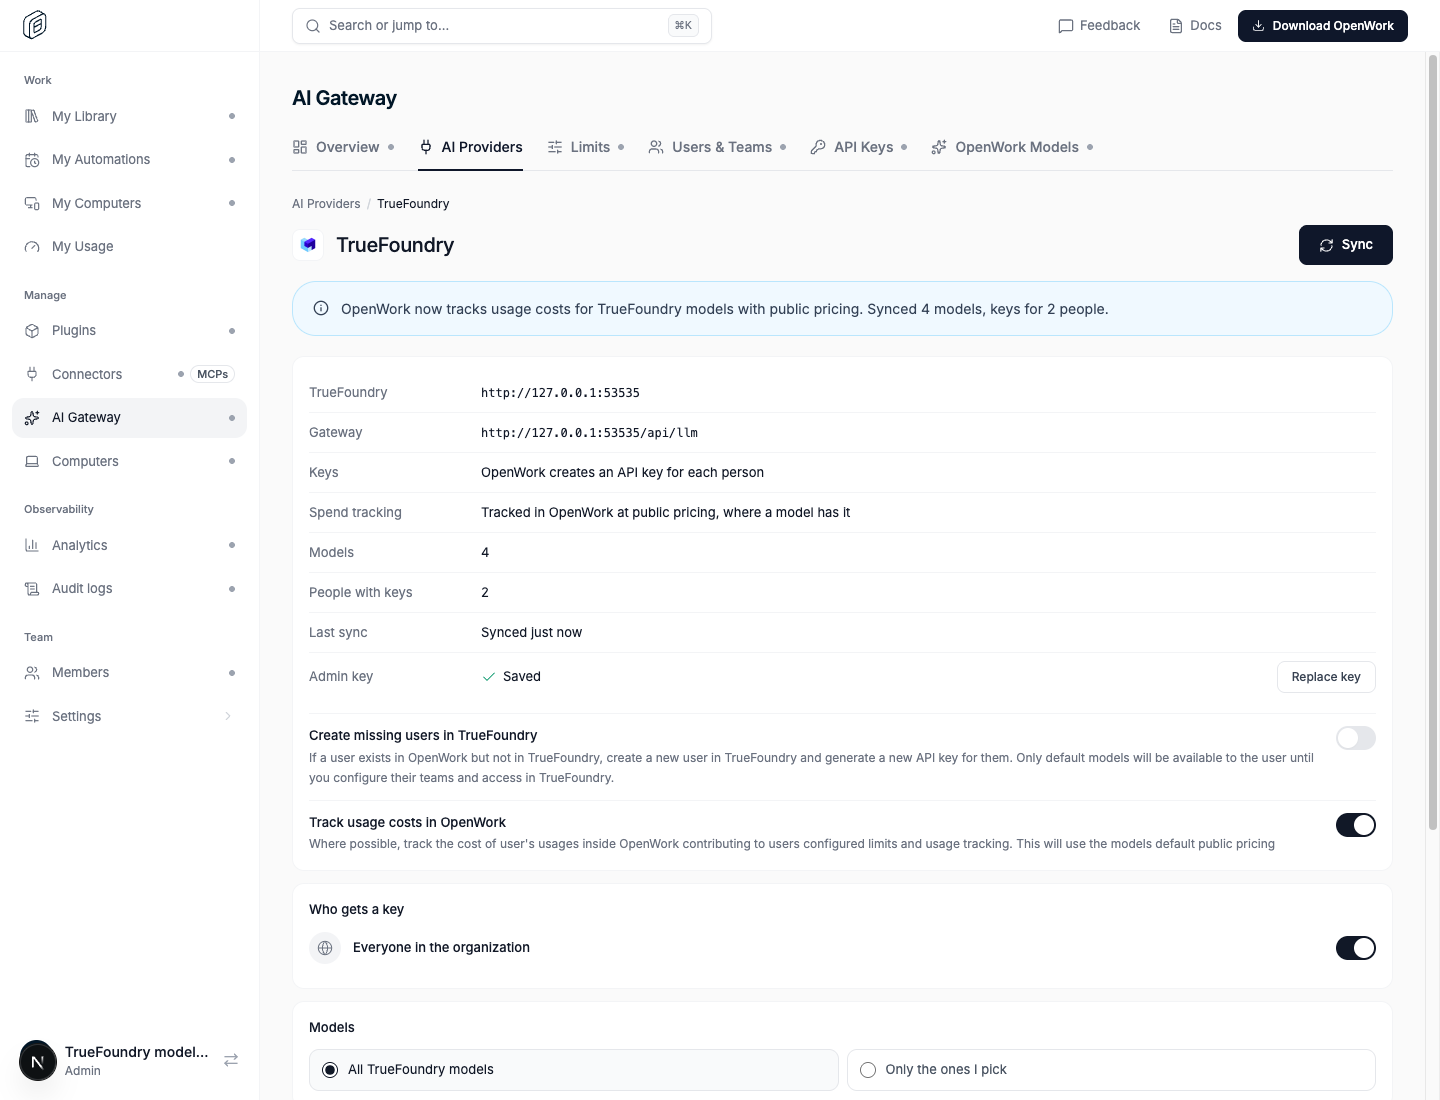 Search or jump to...
⌘K
Feedback
Docs
Download OpenWork
Work
My Library
My Automations
My Computers
My Usage
Manage
Plugins
Connectors
MCPs
AI Gateway
Computers
Observability
Analytics
Audit logs
Team
Members
Settings
N
TrueFoundry model...
Admin
AI Gateway
Overview
AI Providers
Limits
Users & Teams
API Keys
OpenWork Models
AI Providers / TrueFoundry
TrueFoundry
Sync
OpenWork now tracks usage costs for TrueFoundry models with public pricing. Synced 4 models, keys for 2 people.
TrueFoundry http://127.0.0.1:53535
Gateway http://127.0.0.1:53535/api/llm
Keys OpenWork creates an API key for each person
Spend tracking Tracked in OpenWork at public pricing, where a model has it
Models 4
People with keys 2
Last sync Synced just now
Admin key Saved Replace key
Create missing users in TrueFoundry
If a user exists in OpenWork but not in TrueFoundry, create a new user in TrueFoundry and generate a new API key for them. Only default models will be available to the user until
you configure their teams and access in TrueFoundry.
Track usage costs in OpenWork
Where possible, track the cost of user's usages inside OpenWork contributing to users configured limits and usage tracking. This will use the models default public pricing
Who gets a key
Everyone in the organization
Models
All TrueFoundry models
Only the ones I pick